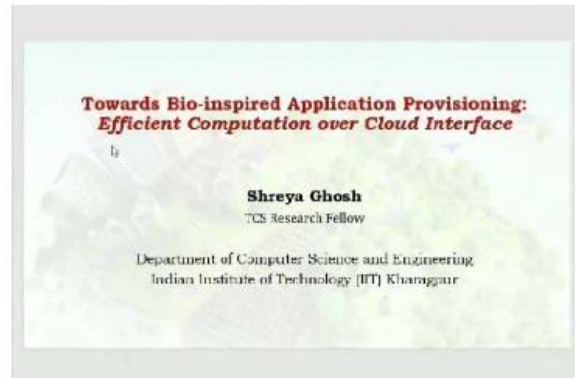 Towards Bio-inspired Application Provisioning:
Efficient Computation over Cloud Interface
Shreya Ghosh
TCS Research Fellow
Department of Computer Science and Engineering
Indian Institute of Technology (IIT) Kharagpur